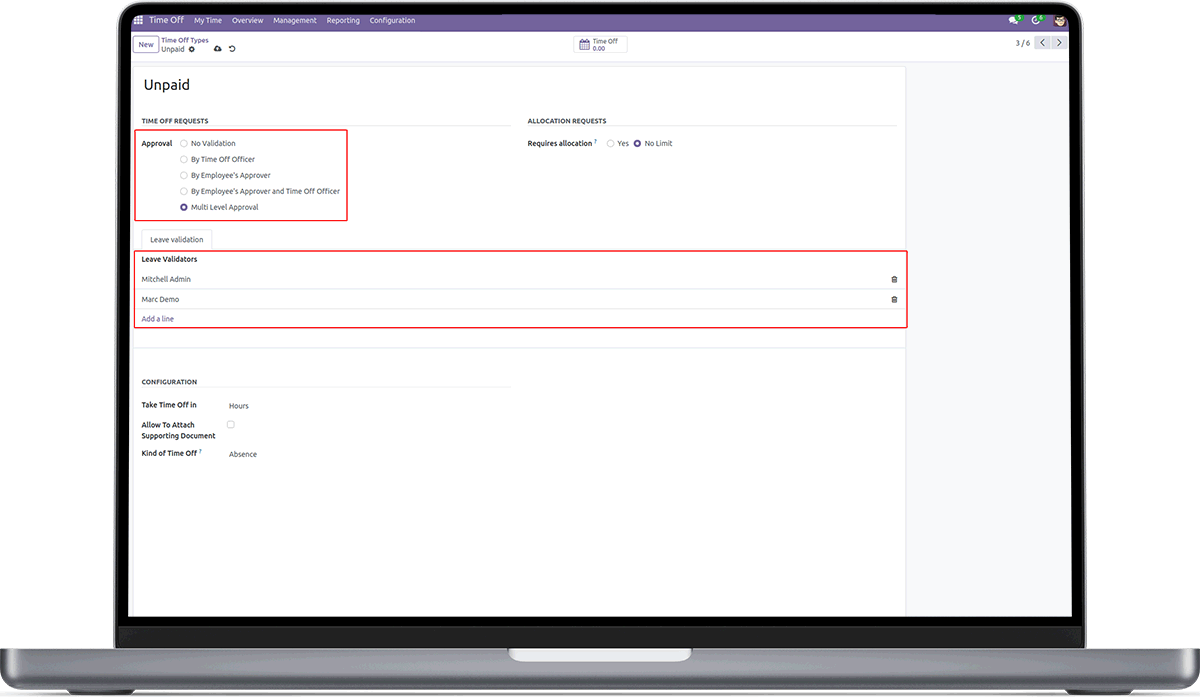 Time Off My Time Overview Management Reporting Configuration
New Time Off Types
Unpaid
Time Off
0.00
3 / 6
Unpaid
TIME OFF REQUESTS
Approval No Validation
By Time Off Officer
By Employee's Approver
By Employee's Approver and Time Off Officer
Multi Level Approval
ALLOCATION REQUESTS
Requires allocation ? Yes No Limit
Leave validation
Leave Validators
Mitchell Admin
Marc Demo
Add a line
CONFIGURATION
Take Time Off in Hours
Allow To Attach
Supporting Document
Kind of Time Off ? Absence